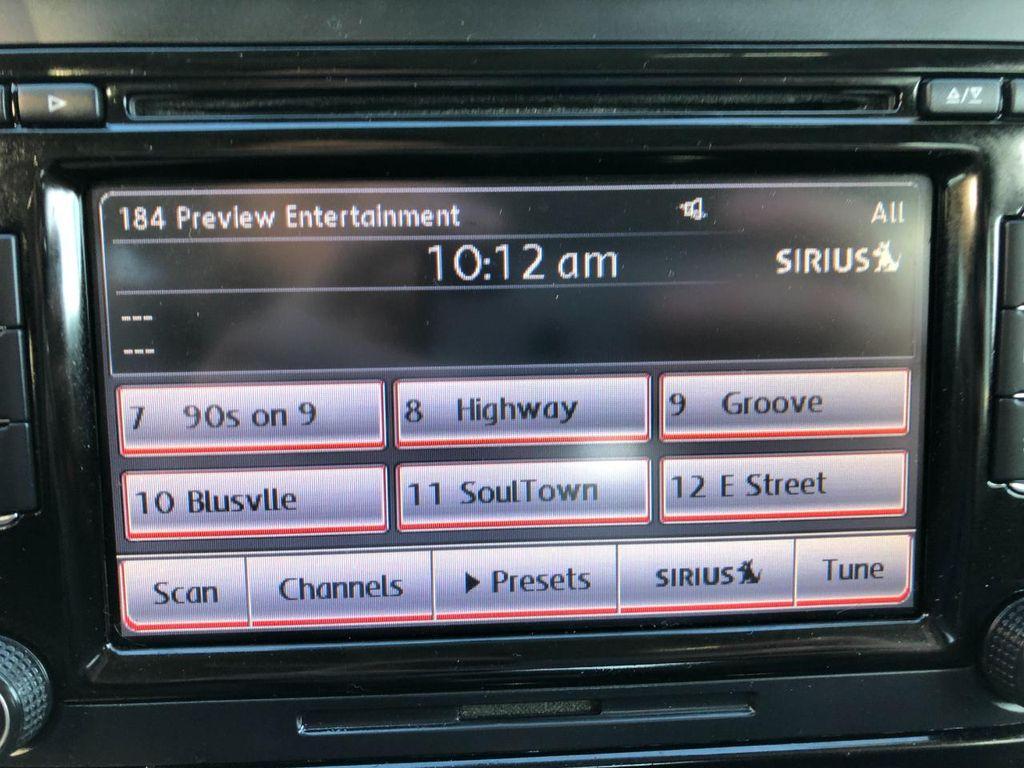 184 Preview Entertainment All
10:12 am SIRIUS
---
---
7 90s on 9 8 Highway 9 Groove
10 Blusvlle 11 SoulTown 12 E Street
Scan Channels Presets SIRIUS Tune